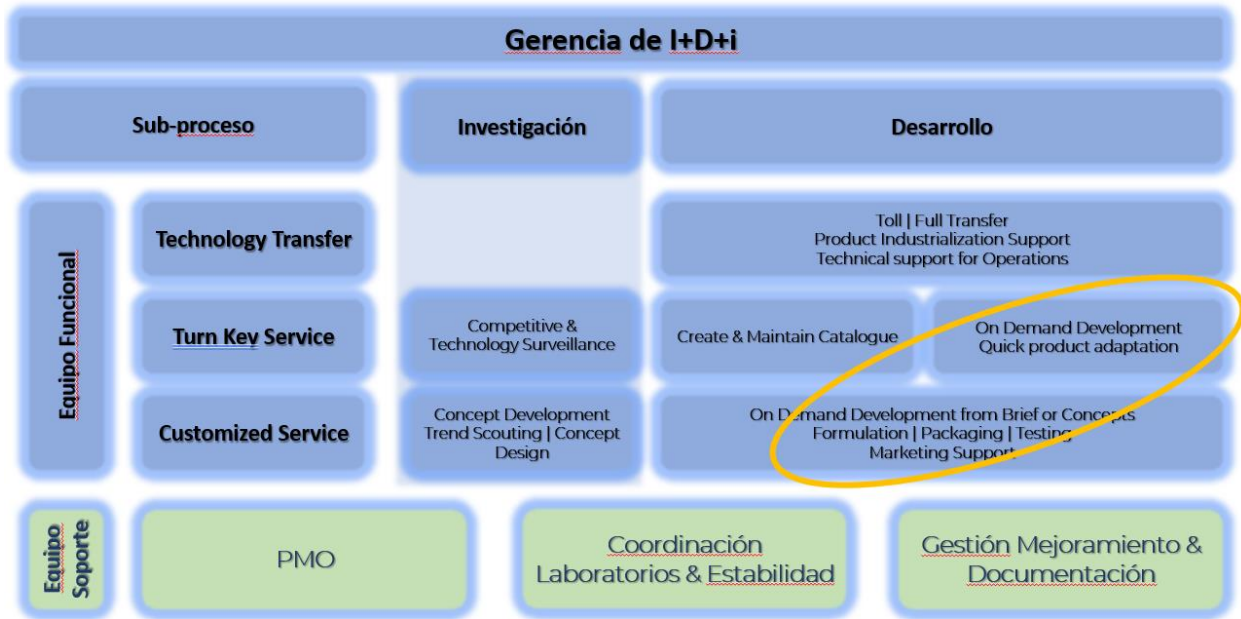 Gerencia de I+D+i
Sub-proceso
Investigación
Desarrollo
Equipo Funcional
Technology Transfer
Toll | Full Transfer
Product Industrialization Support
Technical support for Operations
Turn Key Service
Competitive &
Technology Surveillance
Create & Maintain Catalogue
On Demand Development
Quick product adaptation
Customized Service
Concept Development
Trend Scouting | Concept
Design
On Demand Development from Brief or Concepts
Formulation | Packaging | Testing
Marketing Support
Equipo
Soporte
PMO
Coordinación
Laboratorios & Estabilidad
Gestión Mejoramiento &
Documentación